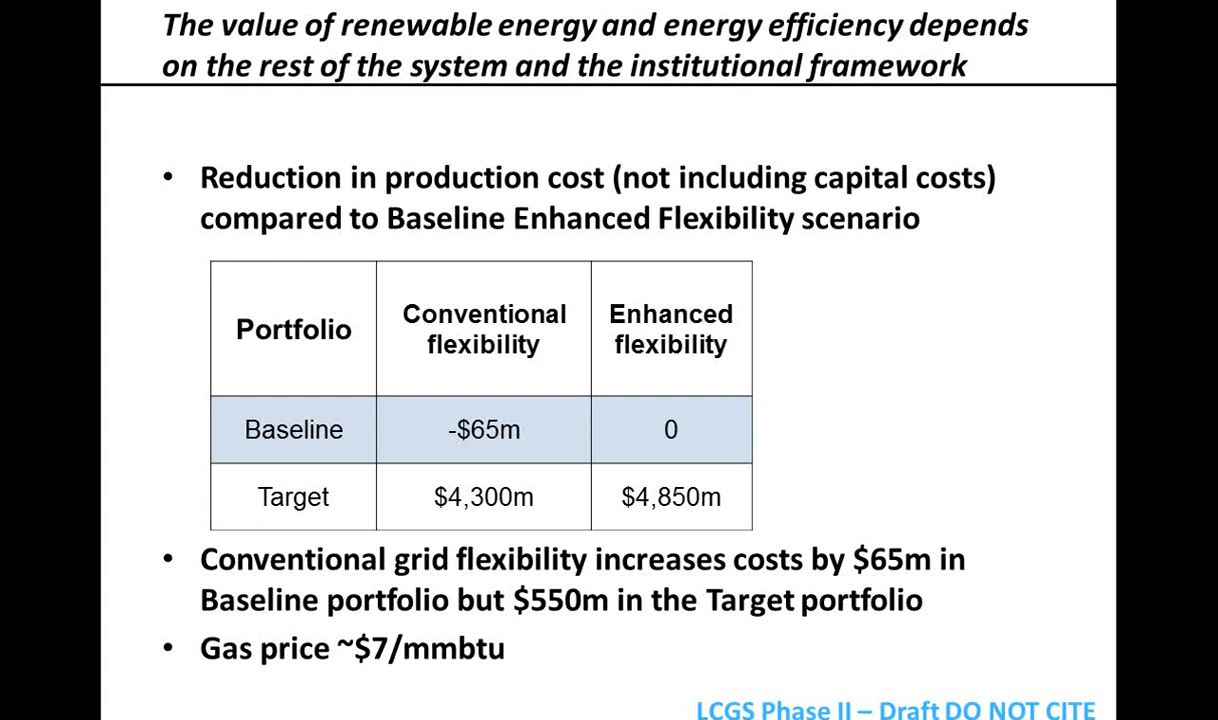 The value of renewable energy and energy efficiency depends
on the rest of the system and the institutional framework
• Reduction in production cost (not including capital costs)
compared to Baseline Enhanced Flexibility scenario
Portfolio Conventional flexibility Enhanced flexibility
Baseline -$65m 0
Target $4,300m $4,850m
• Conventional grid flexibility increases costs by $65m in
Baseline portfolio but $550m in the Target portfolio
• Gas price ~$7/mmbtu
LCGS Phase II – Draft DO NOT CITE